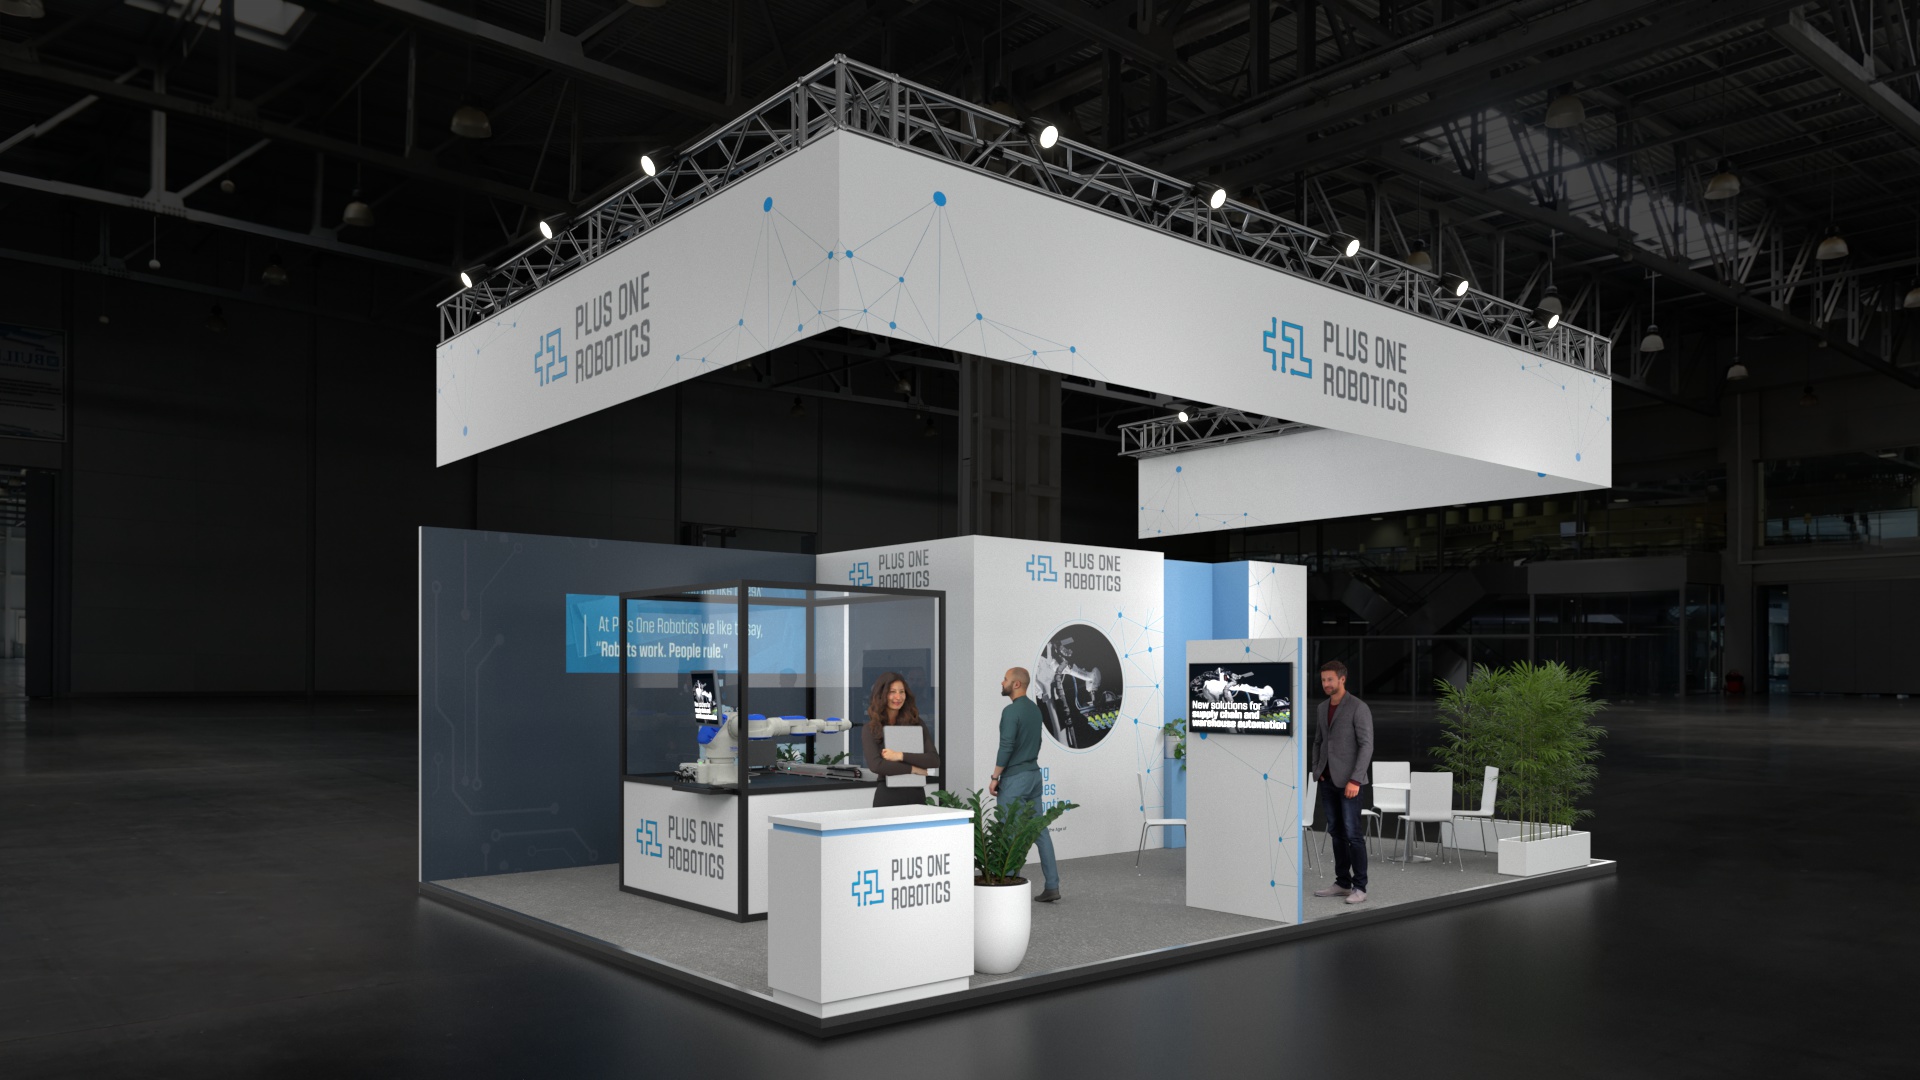 PLUS ONE
ROBOTICS
PLUS ONE
ROBOTICS
PLUS ONE
ROBOTICS
PLUS ONE
ROBOTICS
At Plus One Robotics we like to say,
"Robots work. People rule."
New solutions for
supply chain and
warehouse automation
PLUS ONE
ROBOTICS
PLUS ONE
ROBOTICS